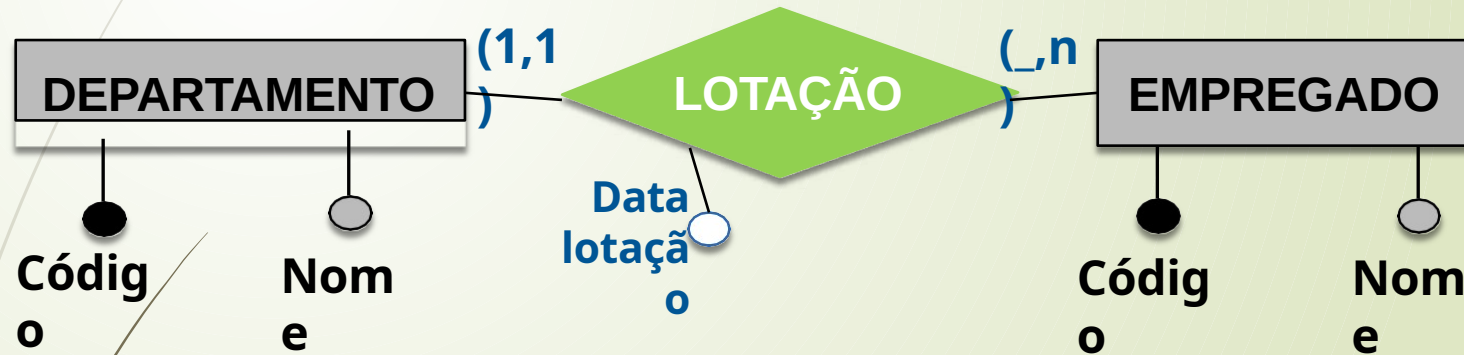 DEPARTAMENTO
(1,1
)
LOTAÇÃO
(_,n
)
EMPREGADO
Códig
o
Nom
e
Data
lotaçã
o
Códig
o
Nom
e